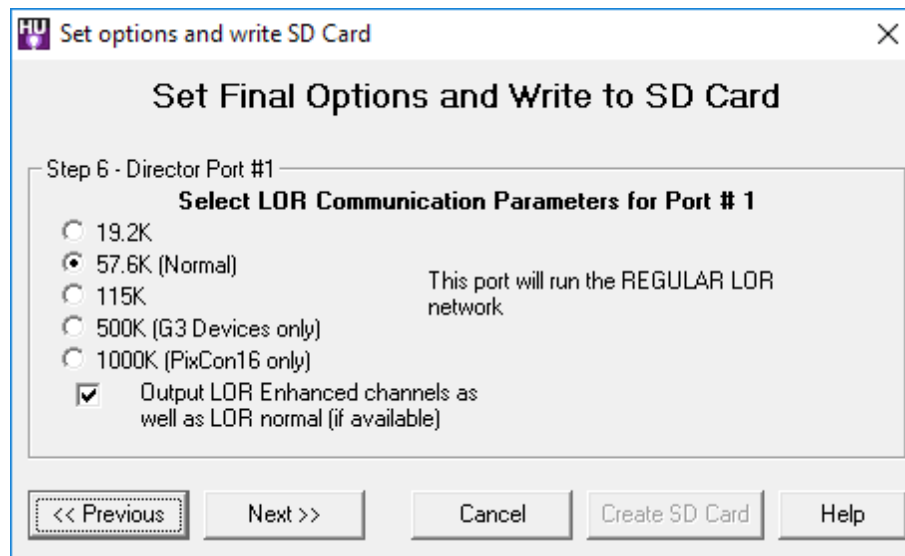 HU Set options and write SD Card
Set Final Options and Write to SD Card
Step 6 - Director Port #1
Select LOR Communication Parameters for Port # 1
19.2K
57.6K (Normal)
115K
500K (G3 Devices only)
1000K (PixCon16 only)
This port will run the REGULAR LOR
network
Output LOR Enhanced channels as
well as LOR normal (if available)
<< Previous
Next >>
Cancel
Create SD Card
Help